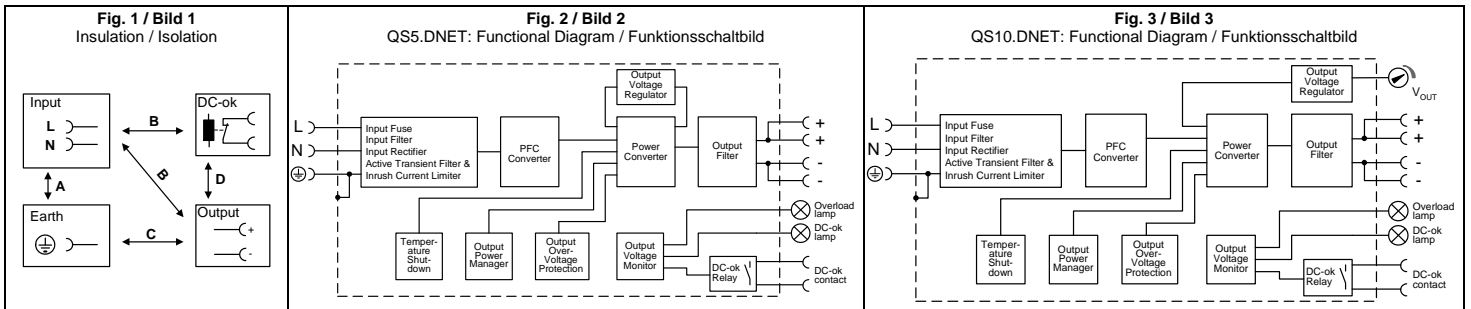 Fig. 1 / Bild 1
Insulation / Isolation
Input
L
N
B
DC-ok
A
B
D
Earth
C
Output
+
-
Fig. 2 / Bild 2
QS5.DNET: Functional Diagram / Funktionsschaltbild
Output
Voltage
Regulator
L
N
Input Fuse
Input Filter
Input Rectifier
Active Transient Filter &
Inrush Current Limiter
PFC
Converter
Power
Converter
Output
Filter
+
+
-
-
Temper-
ature
Shut-
down
Output
Power
Manager
Output
Over-
Voltage
Protection
Output
Voltage
Monitor
Overload
lamp
DC-ok
lamp
DC-ok
Relay
DC-ok
contact
Fig. 3 / Bild 3
QS10.DNET: Functional Diagram / Funktionsschaltbild
Output
Voltage
Regulator
VOUT
L
N
Input Fuse
Input Filter
Input Rectifier
Active Transient Filter &
Inrush Current Limiter
PFC
Converter
Power
Converter
Output
Filter
+
+
-
-
Temper-
ature
Shut-
down
Output
Power
Manager
Output
Over-
Voltage
Protection
Output
Voltage
Monitor
Overload
lamp
DC-ok
lamp
DC-ok
Relay
DC-ok
contact